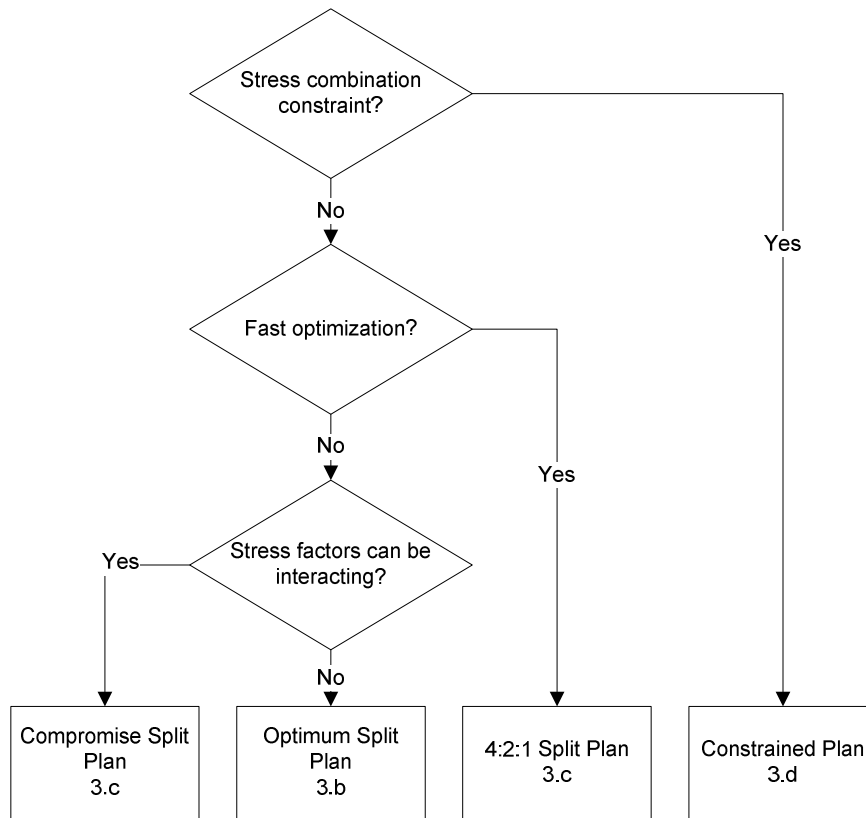 Stress combination
constraint?
No
Yes
Fast optimization?
No
Yes
Stress factors can be
interacting?
Yes
No
Compromise Split
Plan
3.c
Optimum Split
Plan
3.b
4:2:1 Split Plan
3.c
Constrained Plan
3.d